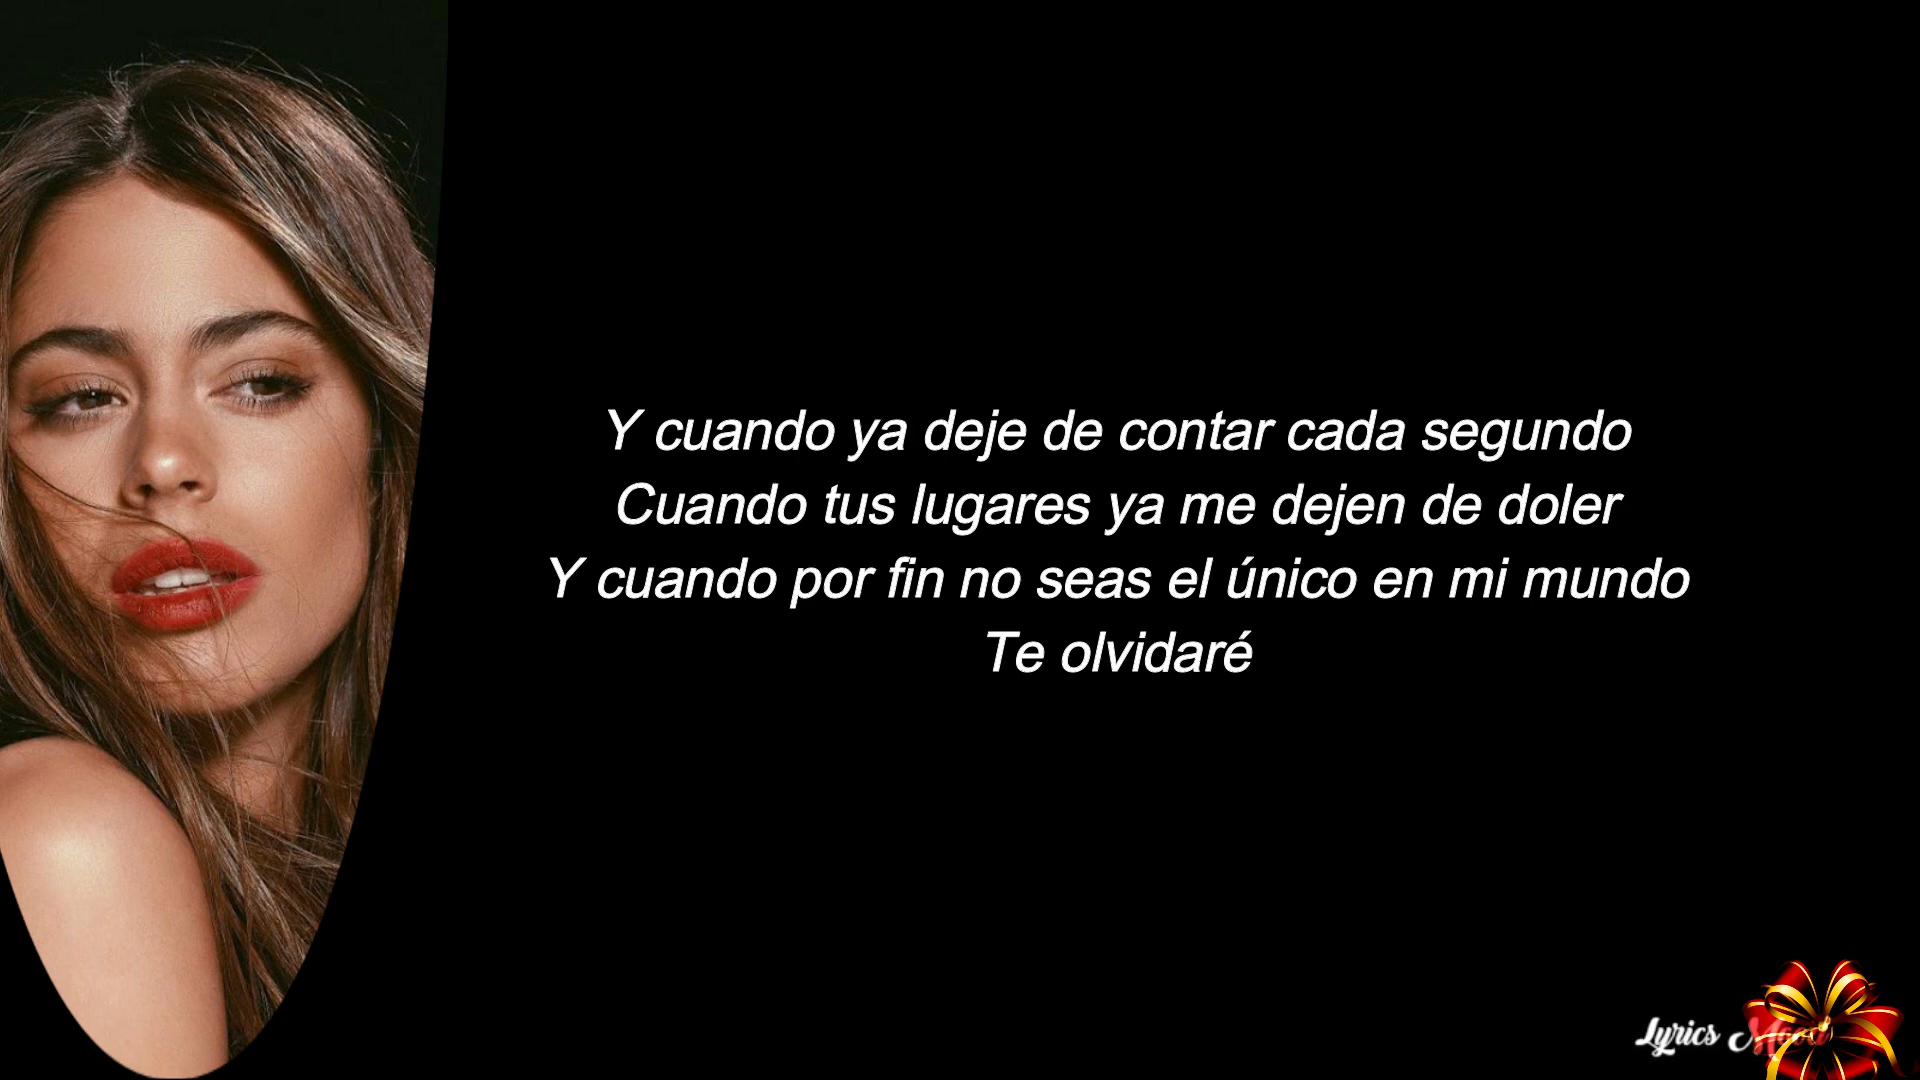 Y cuando ya deje de contar cada segundo
Cuando tus lugares ya me dejen de doler
Y cuando por fin no seas el único en mi mundo
Te olvidaré
Lyrics Mood